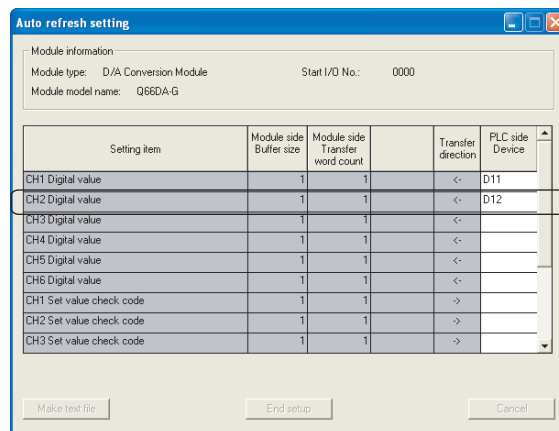 Auto refresh setting
Module information
Module type: D/A Conversion Module Start I/O No.: 0000
Module model name: Q66DA-G
Setting item Module side Buffer size Module side Transfer word count Transfer direction PLC side Device
CH1 Digital value 1 1 <- D11
CH2 Digital value 1 1 <- D12
CH3 Digital value 1 1 <-
CH4 Digital value 1 1 <-
CH5 Digital value 1 1 <-
CH6 Digital value 1 1 <-
CH1 Set value check code 1 1 ->
CH2 Set value check code 1 1 ->
CH3 Set value check code 1 1 ->
Make text file End setup Cancel